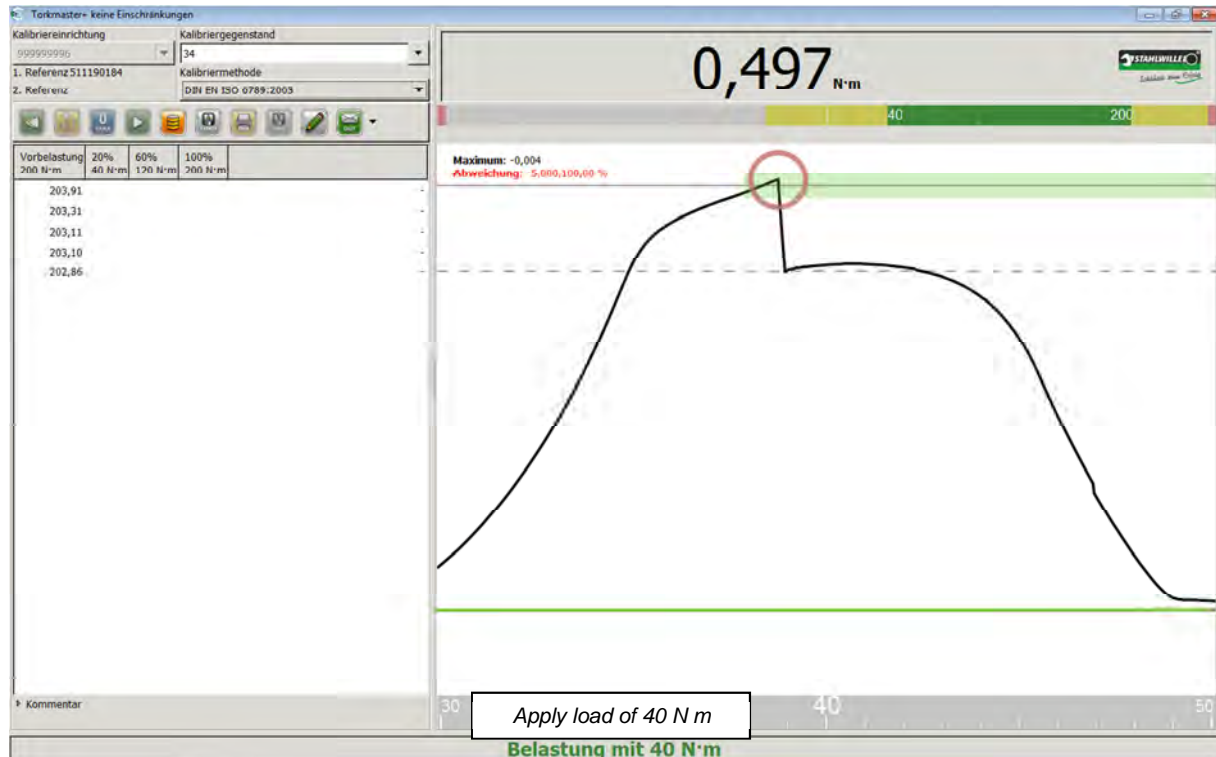 Torkmaster+ keine Einschränkungen
Kalibriereinrichtung
Kalibriergegenstand
999999996
34
1. Referenz 511190184
Kalibriermethode
2. Referenz
DIN EN ISO 6789:2003
0,497 N·m
STAHLWILLE
40
200
Vorbelastung 20% 60% 100%
200 N·m 40 N·m 120 N·m 200 N·m
203,91 -
203,31 -
203,11 -
203,10 -
202,86 -
Maximum: -0,004
Abweichung: -5.000.100,00 %
Kommentar
30
40
50
Apply load of 40 N m
Belastung mit 40 N·m